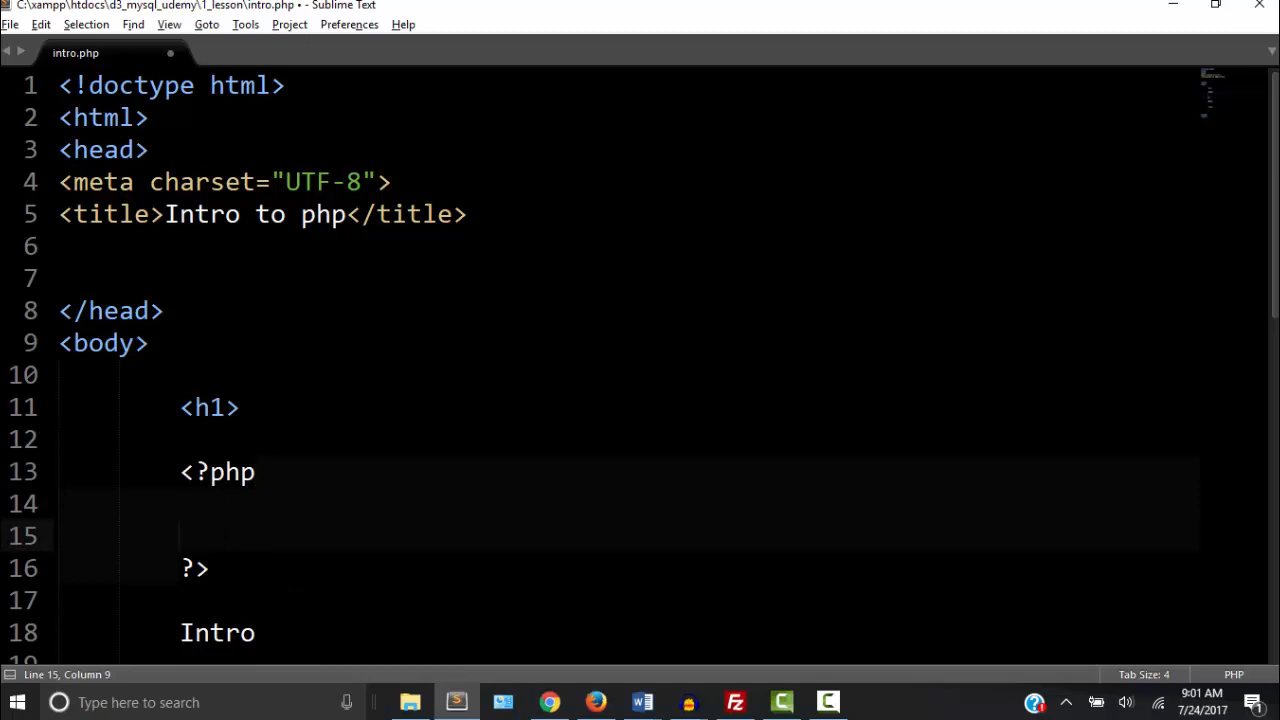 C:\xampp\htdocs\d3_mysql_udemy\1_lesson\intro.php • - Sublime Text
File Edit Selection Find View Goto Tools Project Preferences Help
intro.php
1 <!doctype html>
2 <html>
3 <head>
4 <meta charset="UTF-8">
5 <title>Intro to php</title>
6
7
8 </head>
9 <body>
10
11 <h1>
12
13 <?php
14
15
16 ?>
17
18 Intro
19
Line 15, Column 9 Tab Size: 4 PHP
Type here to search
9:01 AM
7/24/2017